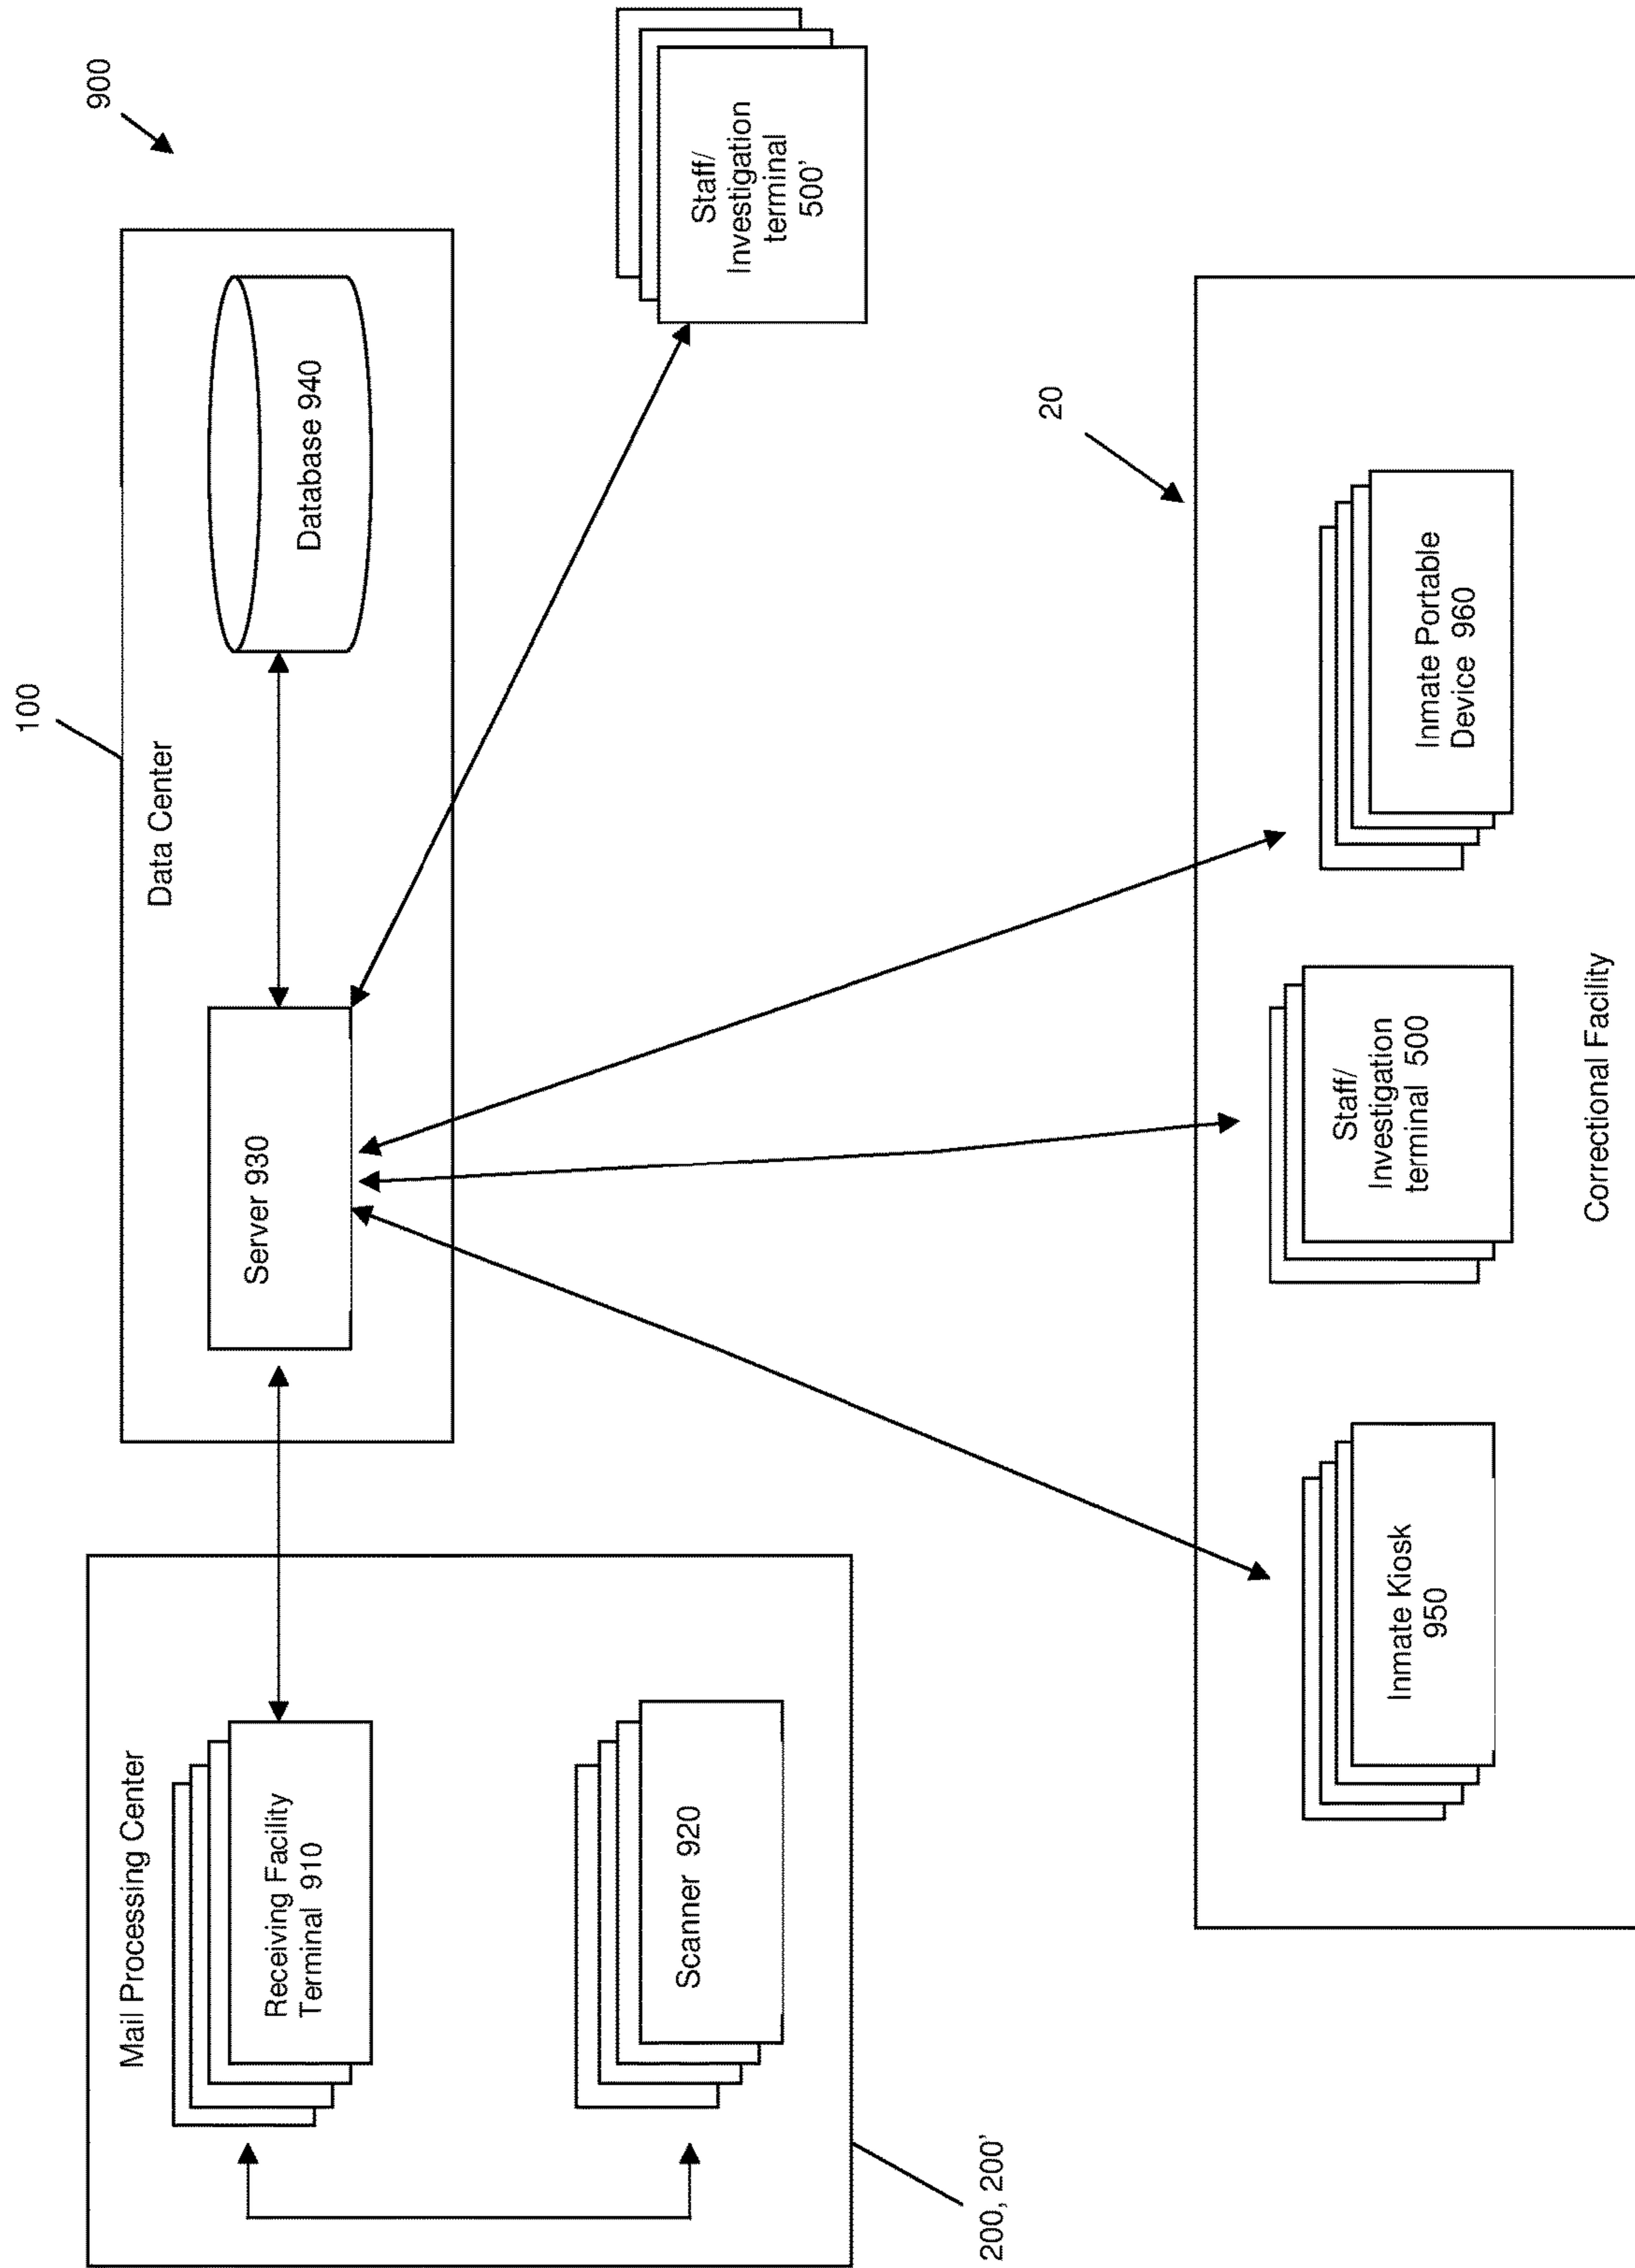 900
100
Data Center
Server 930
Database 940
Mail Processing Center
Receiving Facility
Terminal 910
Scanner 920
200, 200’
Staff/
Investigation
terminal
500’
20
Inmate Kiosk
950
Staff/
Investigation
terminal 500
Inmate Portable
Device 960
Correctional Facility